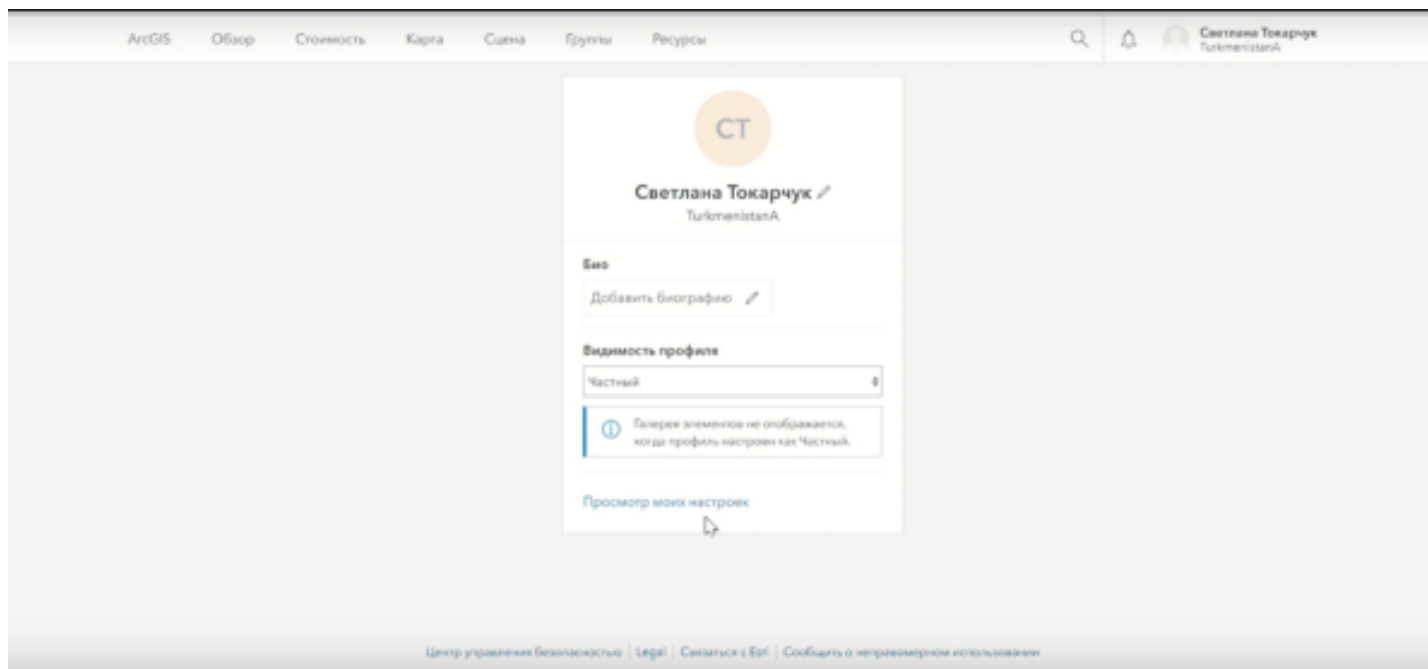 ArcGIS Обзор Стоимость Карта Сцена Группы Ресурсы Светлана Токарчук
TurkmenistanA
СТ
Светлана Токарчук
TurkmenistanA
Био
Добавить биографию
Видимость профиля
Частный
Галерея элементов не отображается,
когда профиль настроен как Частный.
Просмотр моих настроек
Центр управления безопасностью | Legal | Связаться с Esri | Сообщить о неправомерном использовании